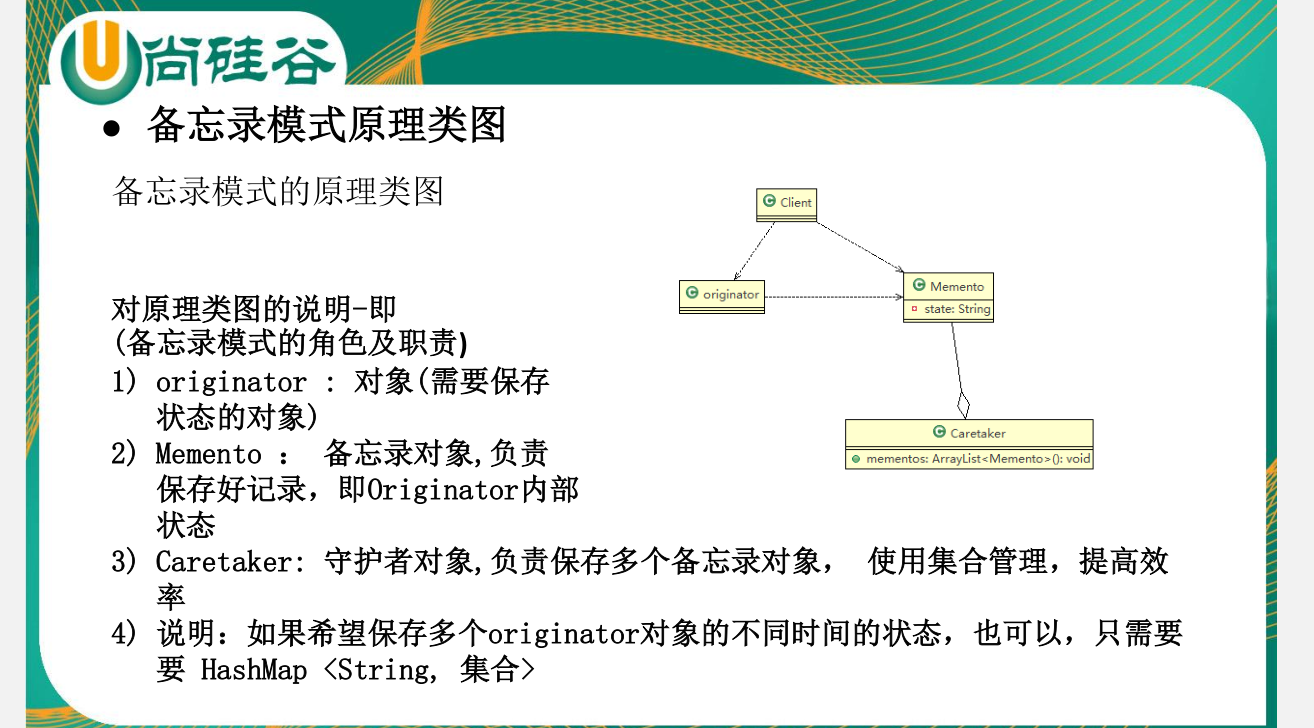 尚硅谷
● 备忘录模式原理类图
备忘录模式的原理类图
Client
originator
Memento
state: String
Caretaker
mementos: ArrayList<Memento>(): void
对原理类图的说明-即
(备忘录模式的角色及职责)
1) originator : 对象(需要保存
状态的对象)
2) Memento ： 备忘录对象,负责
保存好记录，即Originator内部
状态
3) Caretaker: 守护者对象,负责保存多个备忘录对象， 使用集合管理，提高效
率
4) 说明：如果希望保存多个originator对象的不同时间的状态，也可以，只需要
要 HashMap <String, 集合>